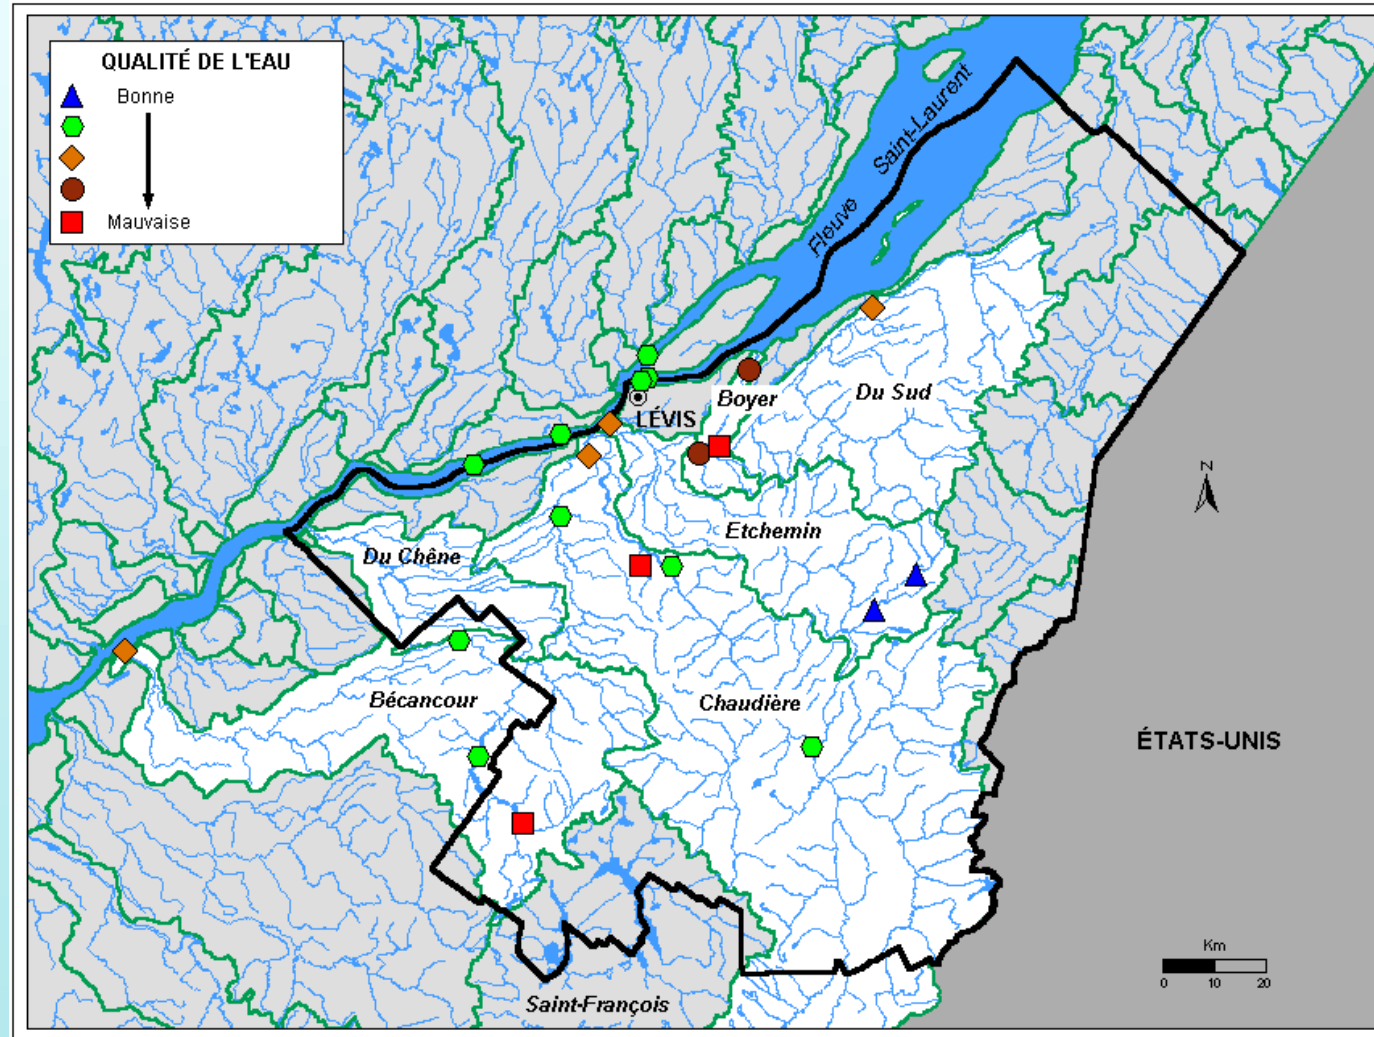 QUALITÉ DE L'EAU
Bonne
Mauvaise
Fleuve Saint-Laurent
LÉVIS
Boyer
Du Sud
Etchemin
Du Chêne
Bécancour
Chaudière
Saint-François
ÉTATS-UNIS
N
Km
0 10 20